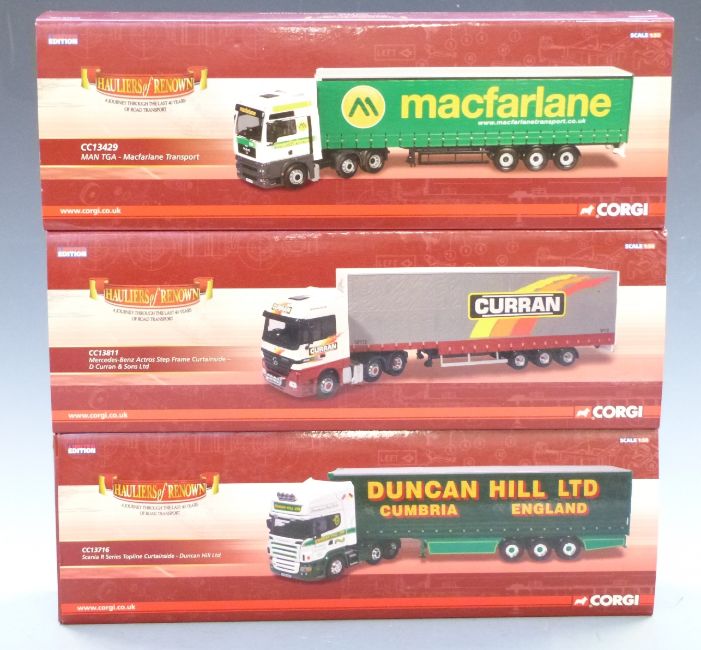 EDITION
SCALE 1:50
HAULIERS of RENOWN
A JOURNEY THROUGH THE LAST 40 YEARS
OF ROAD TRANSPORT
macfarlane
www.macfarlanetransport.co.uk
CC13429
MAN TGA - Macfarlane Transport
www.corgi.co.uk
CORGI
EDITION
SCALE 1:50
HAULIERS of RENOWN
A JOURNEY THROUGH THE LAST 40 YEARS
OF ROAD TRANSPORT
CURRAN
CURRAN
CC13811
Mercedes-Benz Actros Step Frame Curtainside -
D Curran & Sons Ltd
www.corgi.co.uk
CORGI
EDITION
SCALE 1:50
HAULIERS of RENOWN
A JOURNEY THROUGH THE LAST 40 YEARS
OF ROAD TRANSPORT
DUNCAN HILL LTD
CUMBRIA ENGLAND
CC13716
Scania R Series Topline Curtainside - Duncan Hill Ltd
www.corgi.co.uk
CORGI